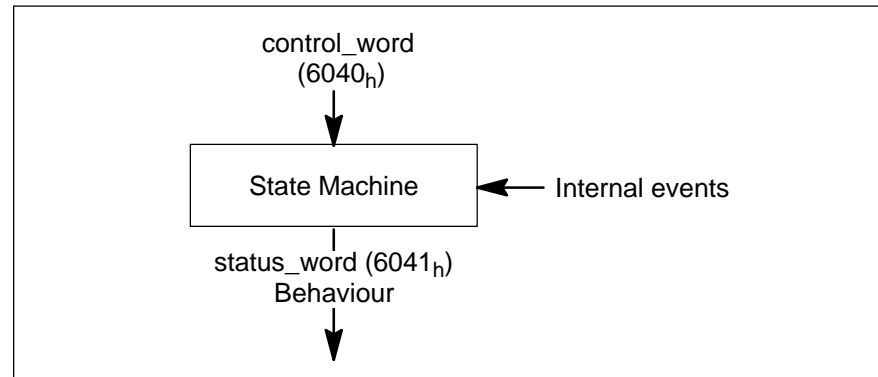 control_word
(6040h)
State Machine
Internal events
status_word (6041h)
Behaviour